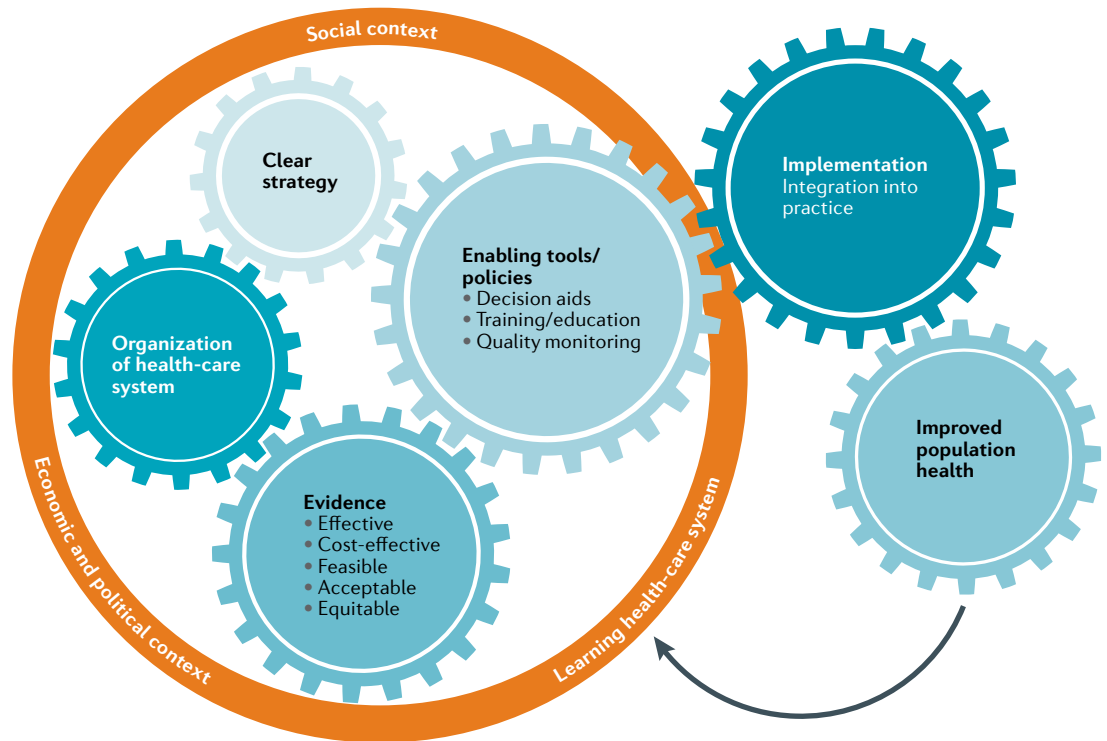 Social context
Clear
strategy
Implementation
Integration into
practice
Enabling tools/
policies
• Decision aids
• Training/education
• Quality monitoring
Organization
of health-care
system
Improved
population
health
Evidence
• Effective
• Cost-effective
• Feasible
• Acceptable
• Equitable
Economic and political context
Learning health-care system